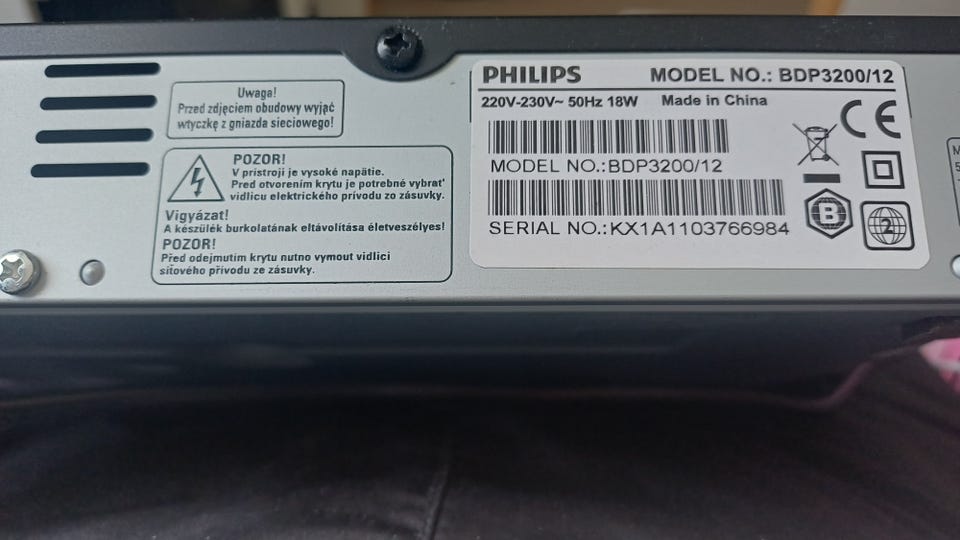 Uwaga!
Przed zdjęciem obudowy wyjąć
wtyczkę z gniazda sieciowego!
POZOR!
V pristroji je vysoké napätie.
Pred otvorením krytu je potrebné vybrat'
vidlicu elektrického prívodu zo zásuvky.
Vigyázat!
A készülék burkolatának eltávolítása életveszélyes!
POZOR!
Před odejmutím krytu nutno vymout vidlici
síťového přívodu ze zásuvky.
PHILIPS MODEL NO.: BDP3200/12
220V-230V~ 50Hz 18W Made in China
MODEL NO.:BDP3200/12
SERIAL NO.:KX1A1103766984
CE
B
2